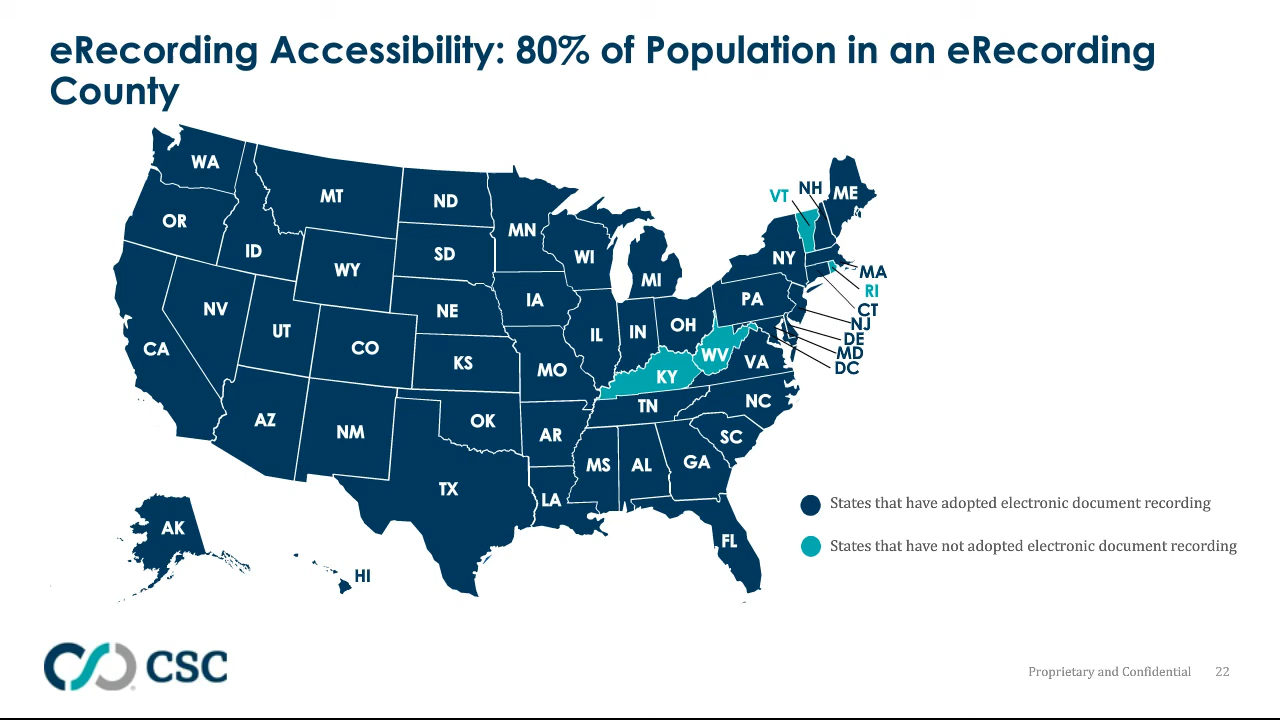 eRecording Accessibility: 80% of Population in an eRecording
County
WA
MT
ND
MN
VT
NH
ME
OR
ID
SD
WI
NY
WY
MI
MA
RI
NV
NE
IA
PA
CT
UT
CO
IL
IN
OH
NJ
CA
KS
MO
WV
VA
DE
MD
DC
KY
AZ
NM
OK
AR
TN
NC
SC
TX
LA
MS
AL
GA
AK
HI
FL
States that have adopted electronic document recording
States that have not adopted electronic document recording
CSC
Proprietary and Confidential 22